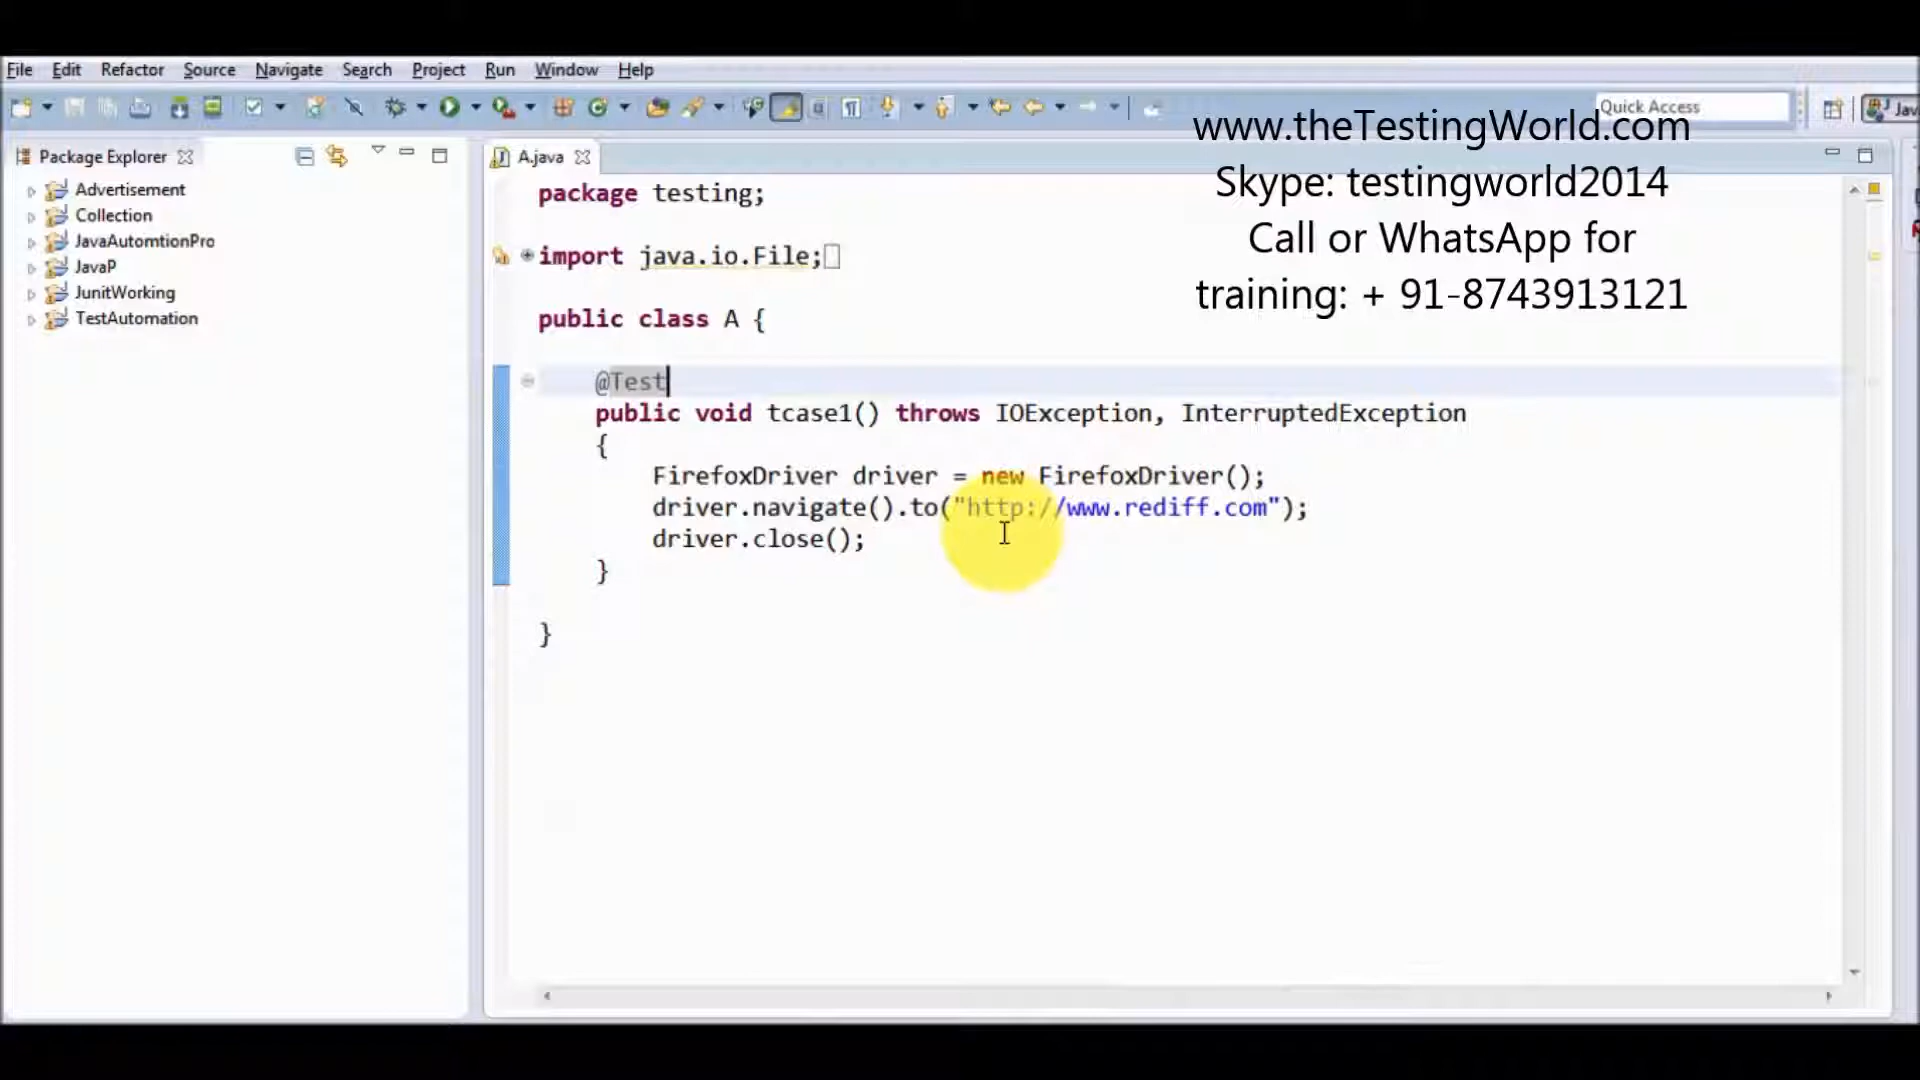 File Edit Refactor Source Navigate Search Project Run Window Help
Quick Access
Jav
www.theTestingWorld.com
Skype: testingworld2014
Call or WhatsApp for
training: + 91-8743913121
Package Explorer
Advertisement
Collection
JavaAutomtionPro
JavaP
JunitWorking
TestAutomation
A.java
package testing;
import java.io.File;
public class A {
@Test
public void tcase1() throws IOException, InterruptedException
{
FirefoxDriver driver = new FirefoxDriver();
driver.navigate().to("http://www.rediff.com");
driver.close();
}
}